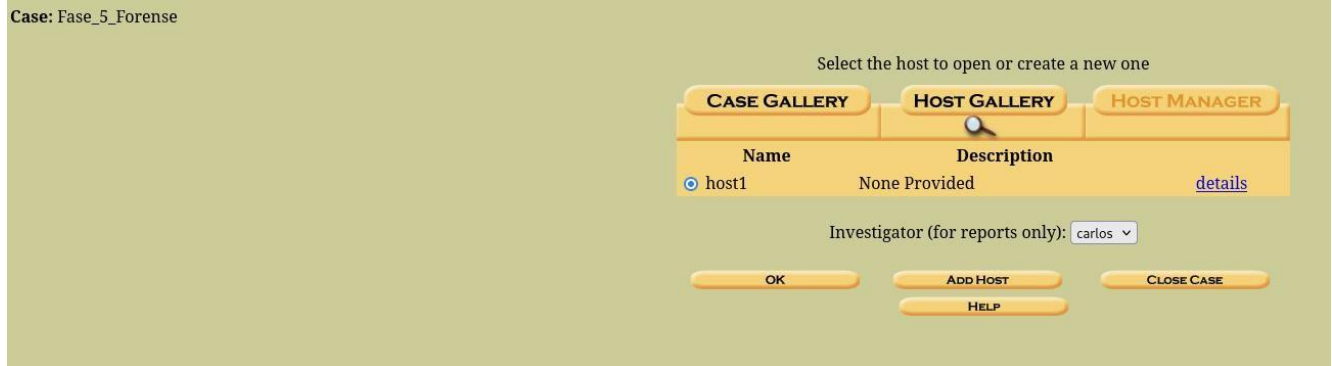 Case: Fase_5_Forense
Select the host to open or create a new one
CASE GALLERY HOST GALLERY HOST MANAGER
Name Description
host1 None Provided details
Investigator (for reports only): carlos
OK ADD HOST CLOSE CASE
HELP